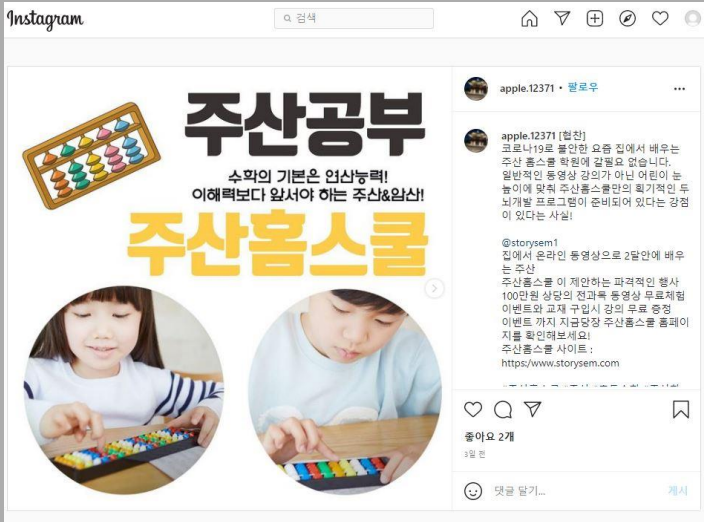 Instagram
검색
주산공부
수학의 기본은 연산능력!
이해력보다 앞서야 하는 주산&암산!
주산홈스쿨
apple.12371 • 팔로우
apple.12371 [협찬]
코로나19로 불안한 요즘 집에서 배우는
주산 홈스쿨 학원에 갈필요 없습니다.
일반적인 동영상 강의가 아닌 어린이 눈
높이에 맞춰 주산홈스쿨만의 획기적인 두
뇌개발 프로그램이 준비되어 있다는 강점
이 있다는 사실!
@storysem1
집에서 온라인 동영상으로 2달안에 배우
는 주산
주산홈스쿨 이 제안하는 파격적인 행사
100만원 상당의 전과목 동영상 무료체험
이벤트와 교재 구입시 강의 무료 증정
이벤트 까지 지금당장 주산홈스쿨 홈페이
지를 확인해보세요!
주산홈스쿨 사이트 :
https:/www.storysem.com
좋아요 2개
3일 전
댓글 달기...
게시